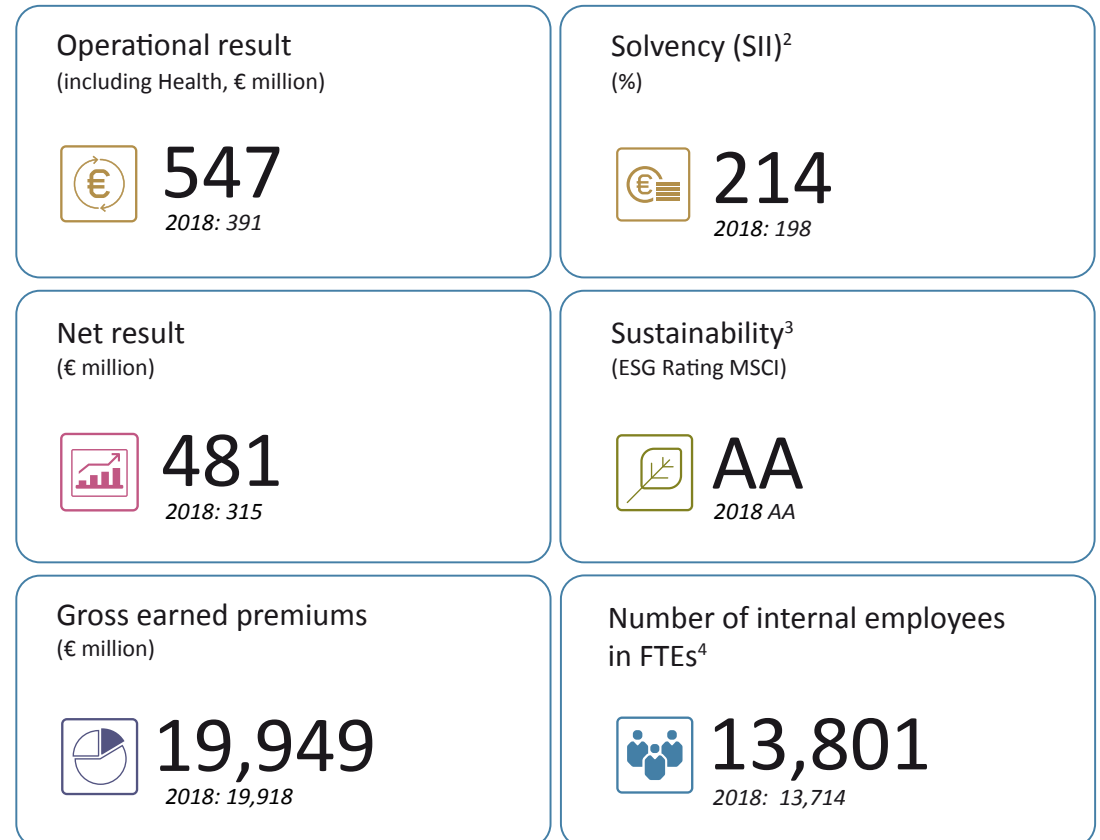 Operational result
(including Health, € million)
€
547
2018: 391
Solvency (SII)²
(%)
€
214
2018: 198
Net result
(€ million)
481
2018: 315
Sustainability³
(ESG Rating MSCI)
AA
2018 AA
Gross earned premiums
(€ million)
19,949
2018: 19,918
Number of internal employees
in FTEs⁴
13,801
2018: 13,714